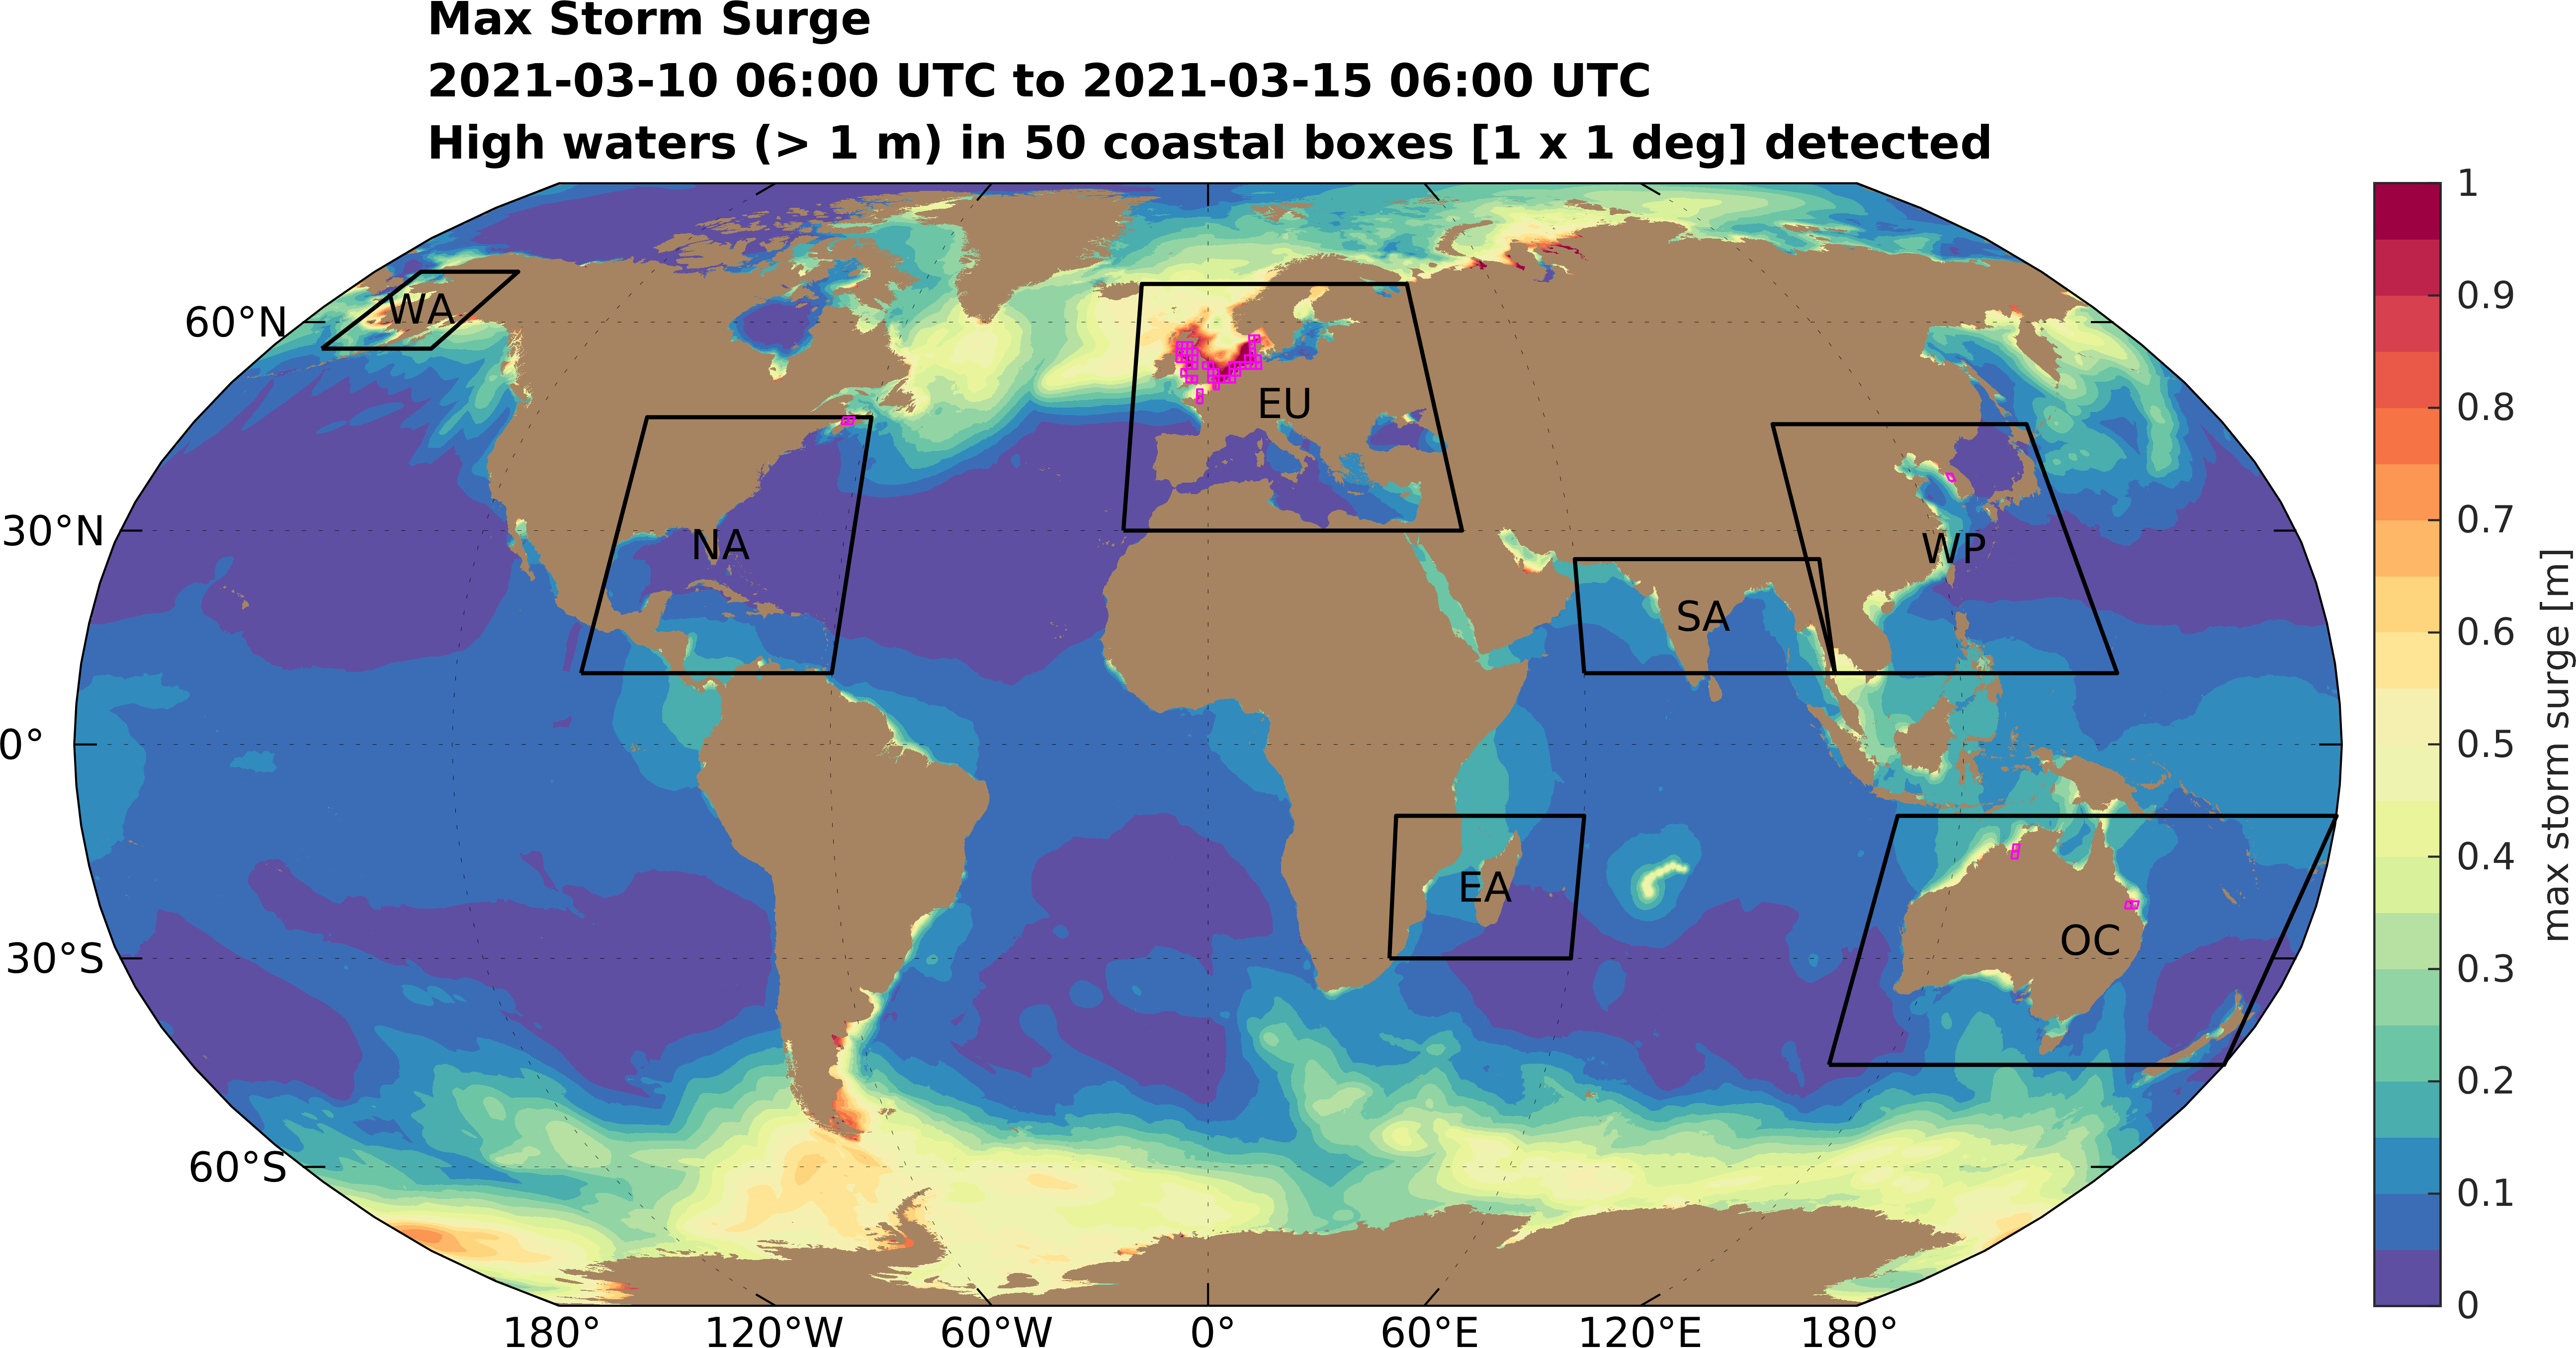 Max Storm Surge
2021-03-10 06:00 UTC to 2021-03-15 06:00 UTC
High waters (> 1 m) in 50 coastal boxes [1 x 1 deg] detected
60°N
30°N
0°
30°S
60°S
WA
NA
EU
SA
WP
EA
OC
180°
120°W
60°W
0°
60°E
120°E
180°
1
0.9
0.8
0.7
0.6
0.5
0.4
0.3
0.2
0.1
0
max storm surge [m]